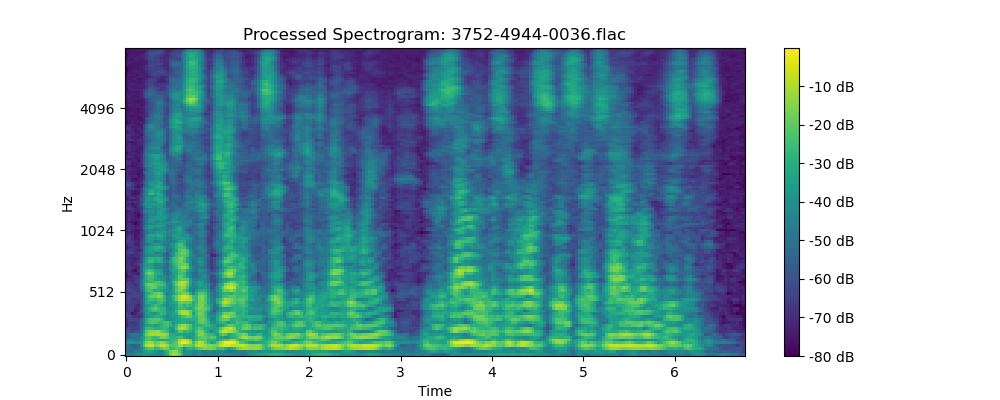 Processed Spectrogram: 3752-4944-0036.flac
Hz
4096
2048
1024
512
0
0 1 2 3 4 5 6
Time
-10 dB
-20 dB
-30 dB
-40 dB
-50 dB
-60 dB
-70 dB
-80 dB